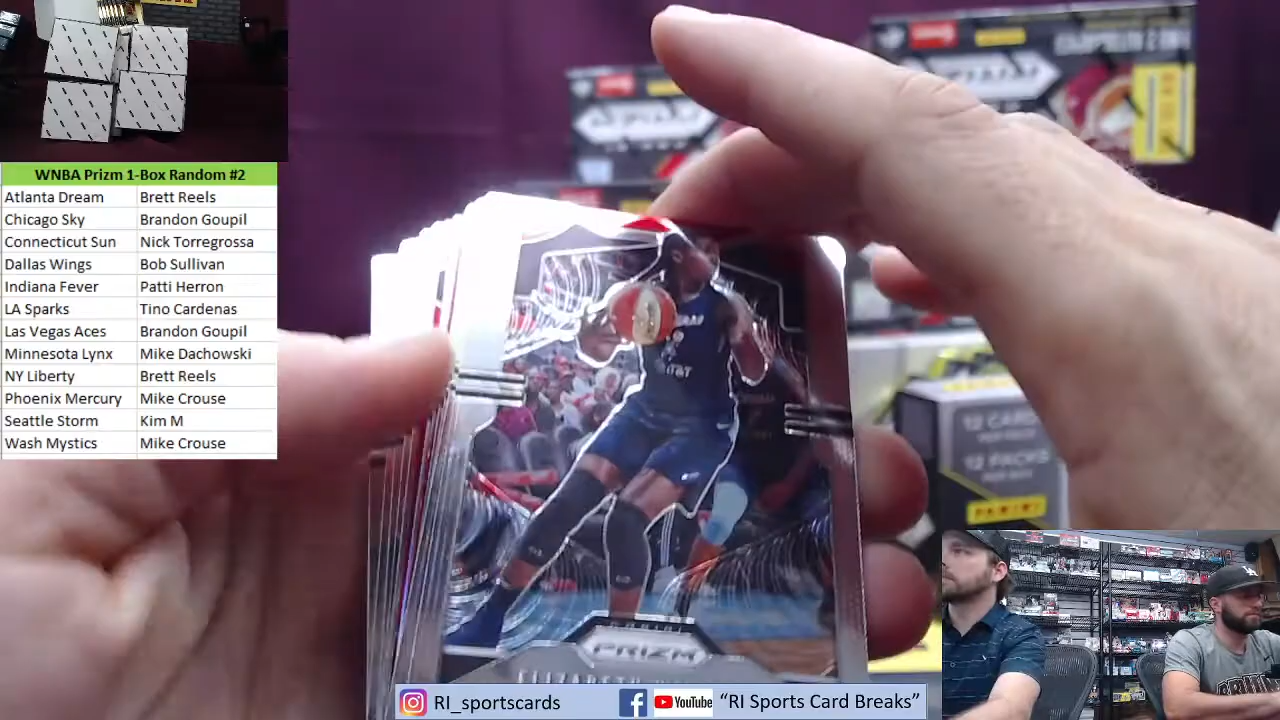 WNBA Prizm 1-Box Random #2
Atlanta Dream Brett Reels
Chicago Sky Brandon Goupil
Connecticut Sun Nick Torregrossa
Dallas Wings Bob Sullivan
Indiana Fever Patti Herron
LA Sparks Tino Cardenas
Las Vegas Aces Brandon Goupil
Minnesota Lynx Mike Dachowski
NY Liberty Brett Reels
Phoenix Mercury Mike Crouse
Seattle Storm Kim M
Wash Mystics Mike Crouse
AT&T
12 CARDS
12 PACKS
PANINI
PRIZM
ELIZABETH
RI_sportscards YouTube “RI Sports Card Breaks”